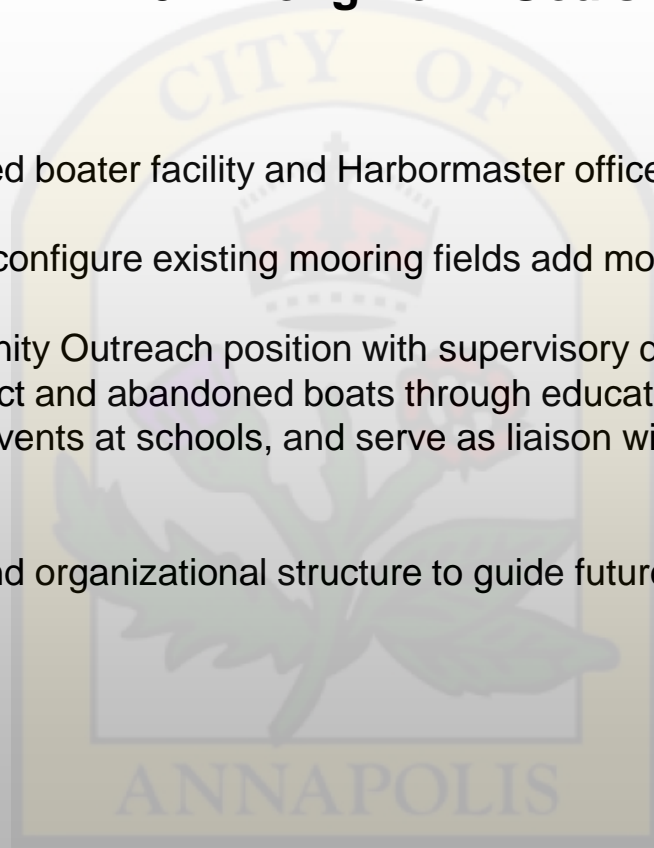 CITY OF
ed boater facility and Harbormaster office
configure existing mooring fields add mo
nity Outreach position with supervisory
ct and abandoned boats through educat
vents at schools, and serve as liaison wi
nd organizational structure to guide future
ANNAPOLIS